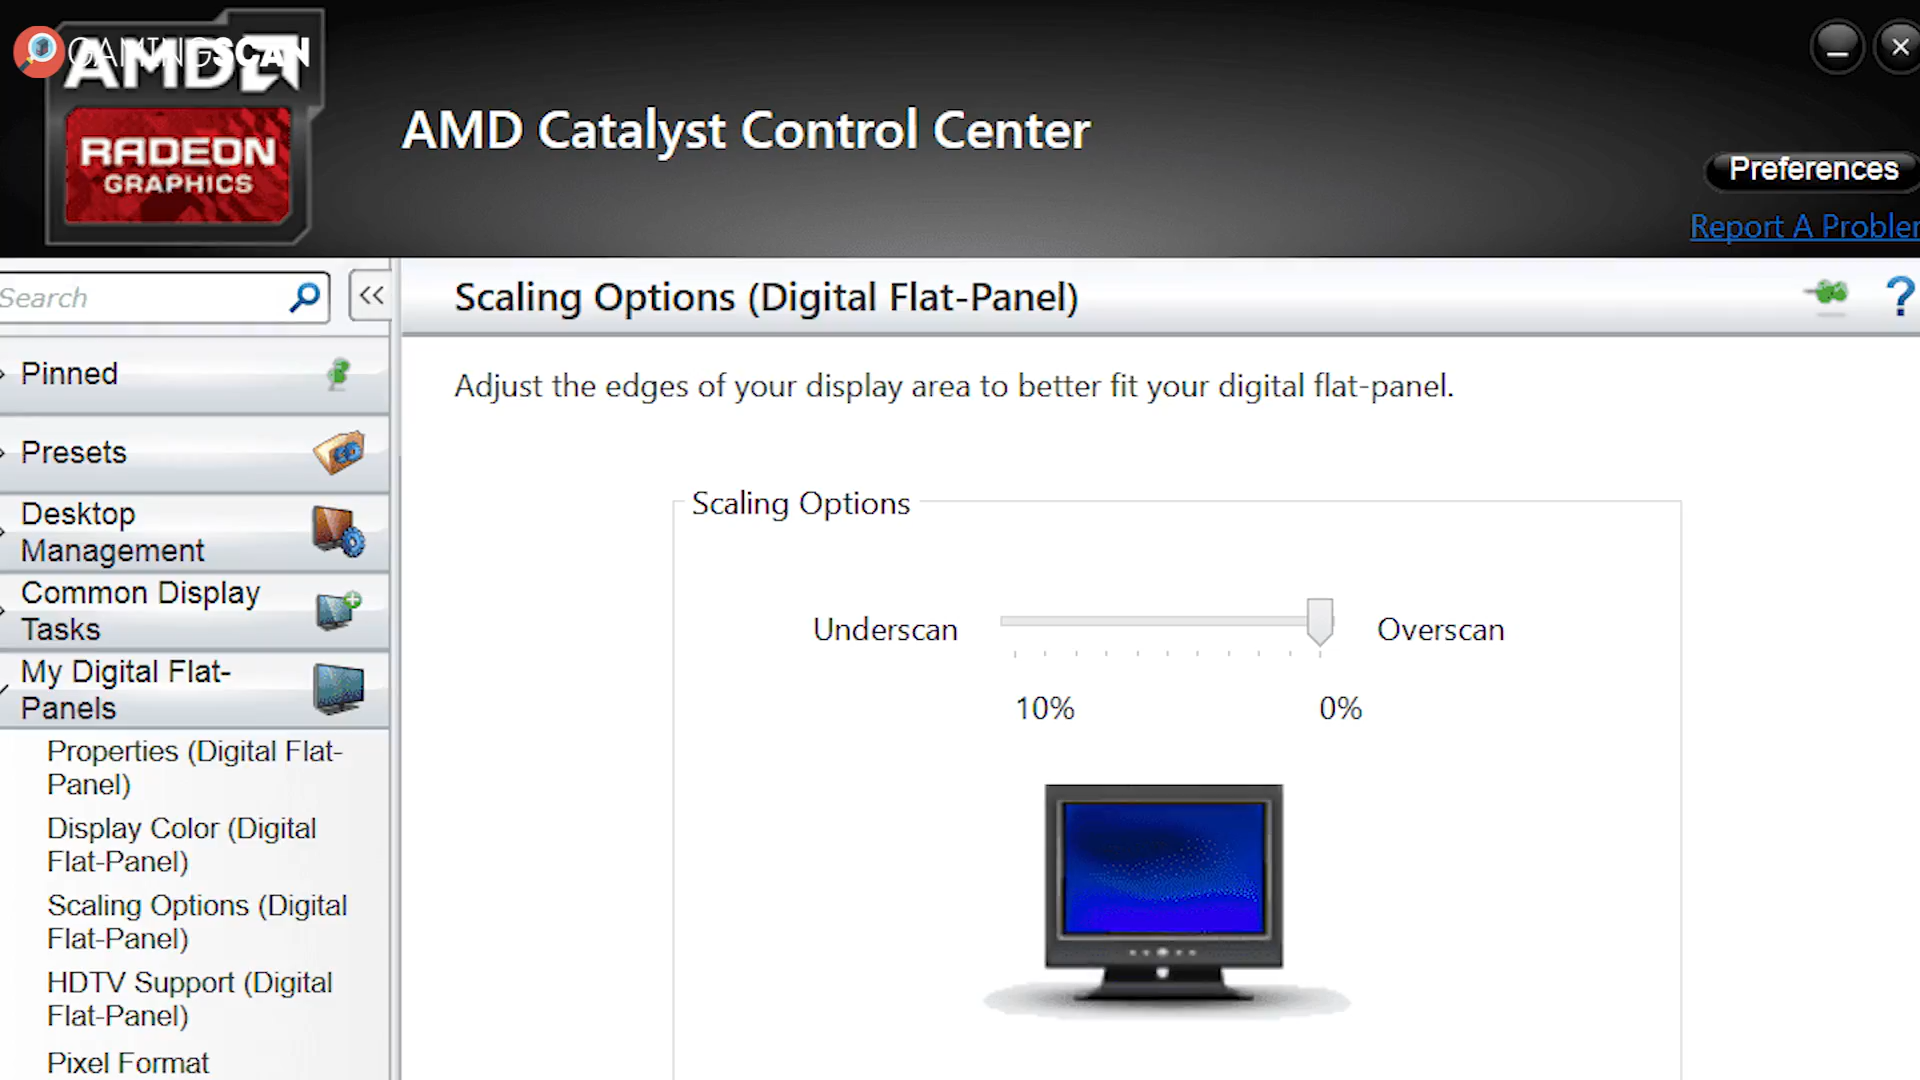 GAMINGSCAN
AMD
RADEON
GRAPHICS
AMD Catalyst Control Center
Preferences
Report A Problem
Search
<<
Scaling Options (Digital Flat-Panel)
?
Pinned
Presets
Desktop
Management
Common Display
Tasks
My Digital Flat-
Panels
Properties (Digital Flat-
Panel)
Display Color (Digital
Flat-Panel)
Scaling Options (Digital
Flat-Panel)
HDTV Support (Digital
Flat-Panel)
Pixel Format
Adjust the edges of your display area to better fit your digital flat-panel.
Scaling Options
Underscan
Overscan
10%
0%